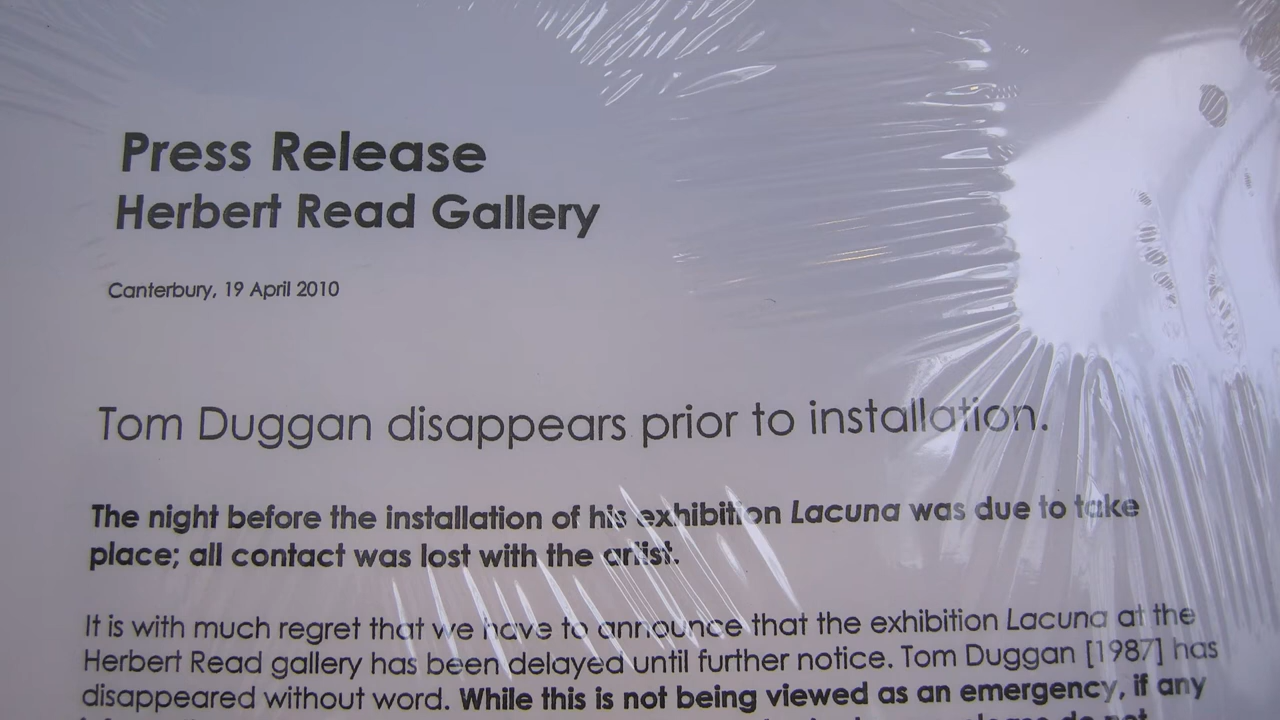 Press Release
Herbert Read Gallery
Canterbury, 19 April 2010
Tom Duggan disappears prior to installation.
The night before the installation of his exhibition Lacuna was due to take
place; all contact was lost with the artist.
It is with much regret that we have to announce that the exhibition Lacuna at the
Herbert Read gallery has been delayed until further notice. Tom Duggan [1987] has
disappeared without word. While this is not being viewed as an emergency, if any
please do not